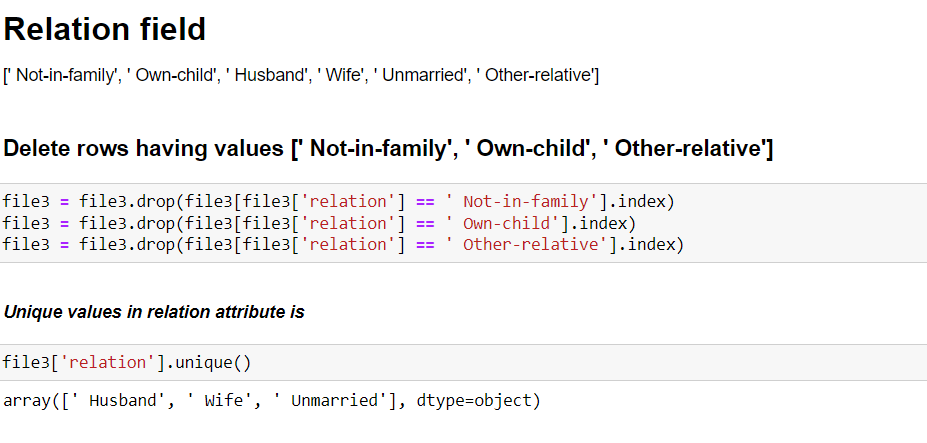 Relation field
[' Not-in-family', ' Own-child', ' Husband', ' Wife', ' Unmarried', ' Other-relative']
Delete rows having values [' Not-in-family', ' Own-child', ' Other-relative']
file3 = file3.drop(file3[file3['relation'] == ' Not-in-family'].index)
file3 = file3.drop(file3[file3['relation'] == ' Own-child'].index)
file3 = file3.drop(file3[file3['relation'] == ' Other-relative'].index)
Unique values in relation attribute is
file3['relation'].unique()
array([' Husband', ' Wife', ' Unmarried'], dtype=object)